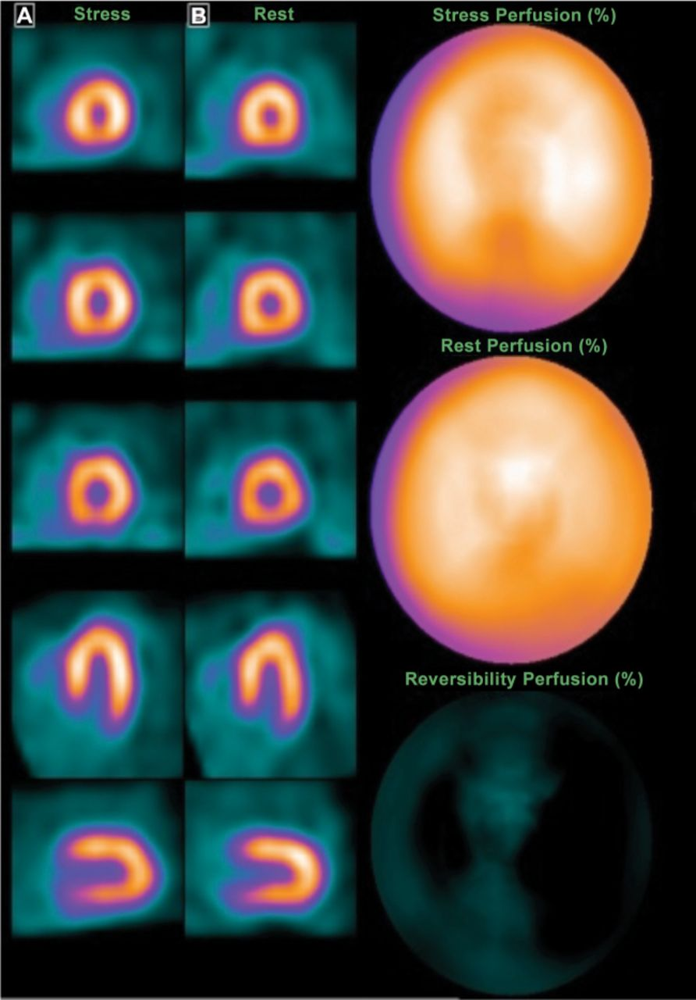 A Stress
B Rest
Stress Perfusion (%)
Rest Perfusion (%)
Reversibility Perfusion (%)